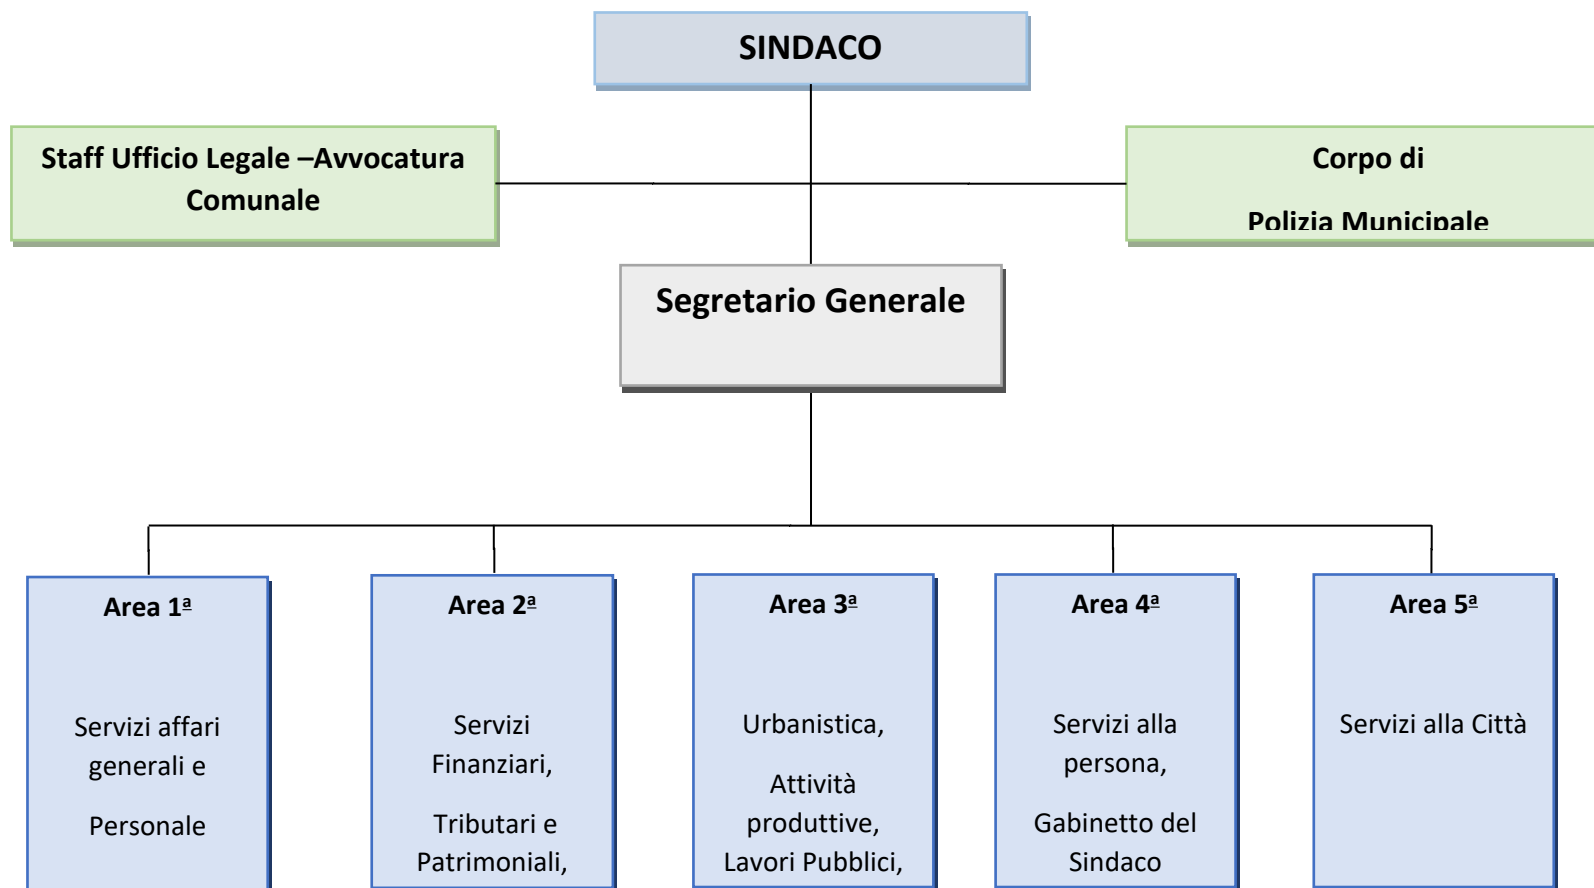 SINDACO
Staff Ufficio Legale –Avvocatura
Comunale
Corpo di
Polizia Municipale
Segretario Generale
Area 1ª
Servizi affari
generali e
Personale
Area 2ª
Servizi
Finanziari,
Tributari e
Patrimoniali,
Area 3ª
Urbanistica,
Attività
produttive,
Lavori Pubblici,
Area 4ª
Servizi alla
persona,
Gabinetto del
Sindaco
Area 5ª
Servizi alla Città